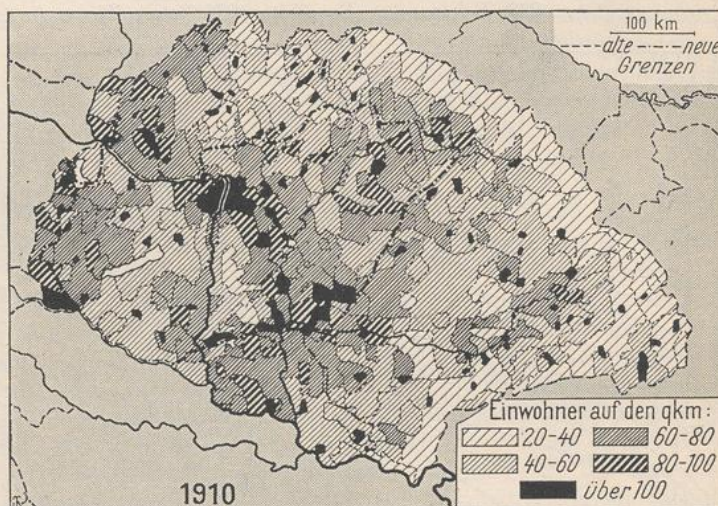 100 km
alte neue
Grenzen
Einwohner auf den qkm:
20-40 60-80
40-60 80-100
über 100
1910